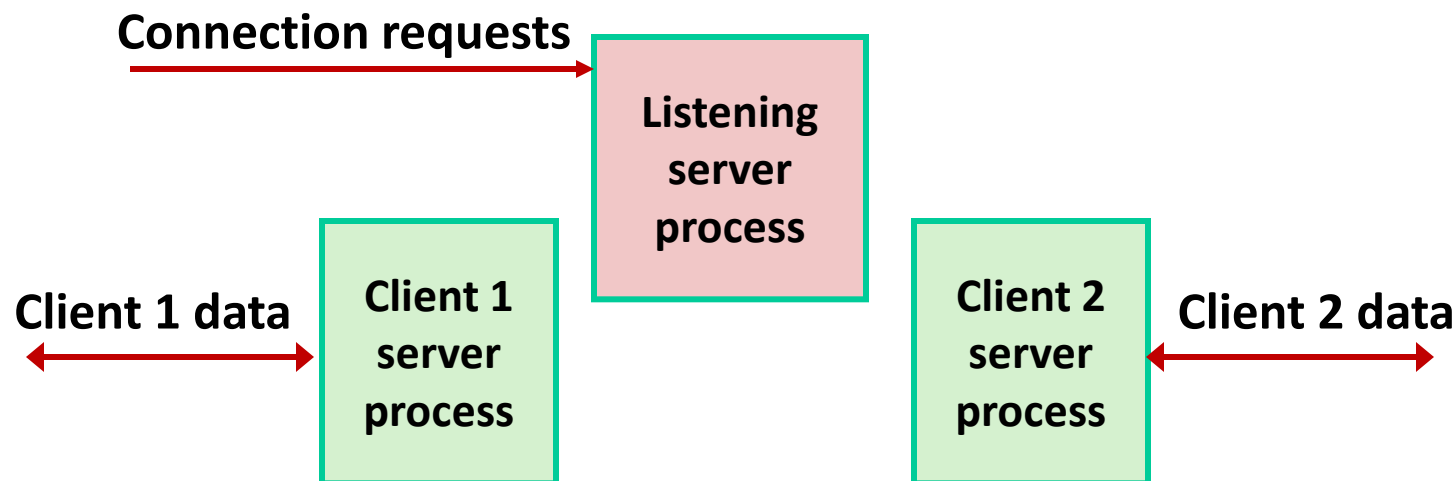 Connection requests
Listening
server
process
Client 1 data
Client 1
server
process
Client 2
server
process
Client 2 data